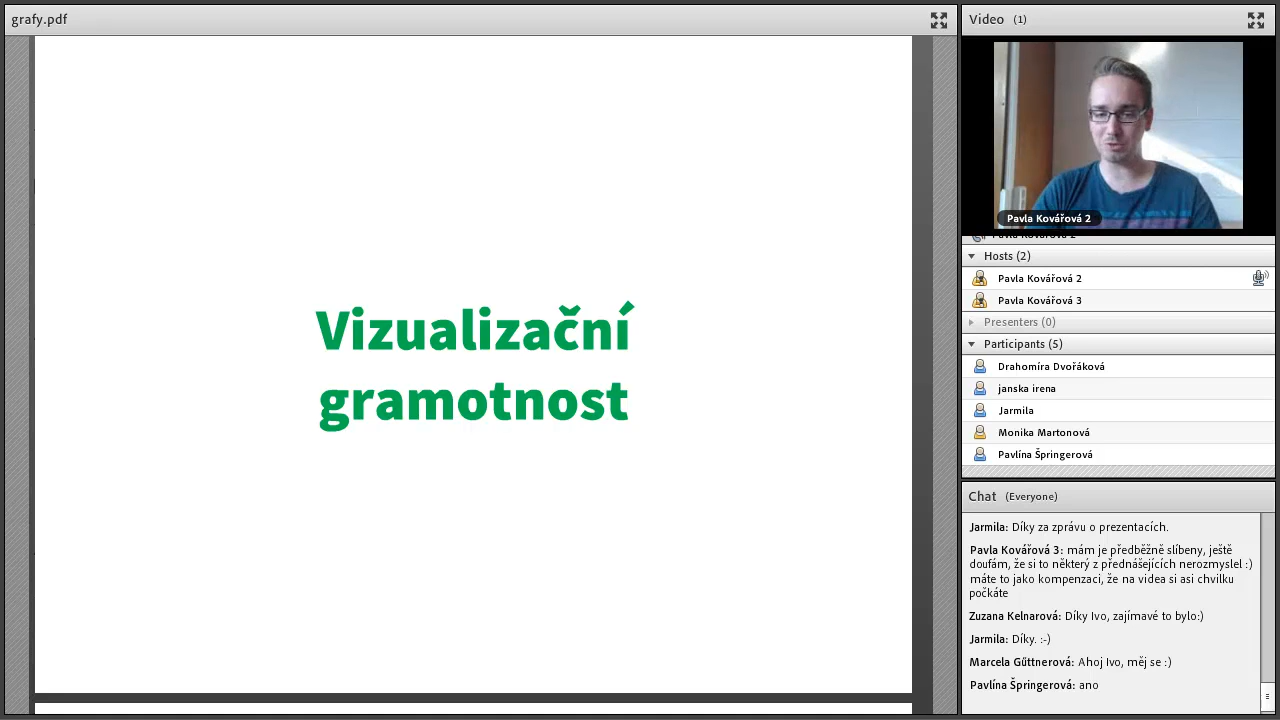 grafy.pdf
Vizualizační
gramotnost
Video (1)
Pavla Kovářová 2
Pavla Kovářová 2
Hosts (2)
Pavla Kovářová 2
Pavla Kovářová 3
Presenters (0)
Participants (5)
Drahomíra Dvořáková
janska irena
Jarmila
Monika Martonová
Pavlína Špringerová
Chat (Everyone)
Jarmila: Díky za zprávu o prezentacích.
Pavla Kovářová 3: mám je předběžně slíbeny, ještě
doufám, že si to některý z přednášejících nerozmyslel :)
máte to jako kompenzaci, že na videa si asi chvilku
počkáte
Zuzana Kelnarová: Díky Ivo, zajímavé to bylo:)
Jarmila: Díky. :-)
Marcela Gűttnerová: Ahoj Ivo, měj se :)
Pavlína Špringerová: ano